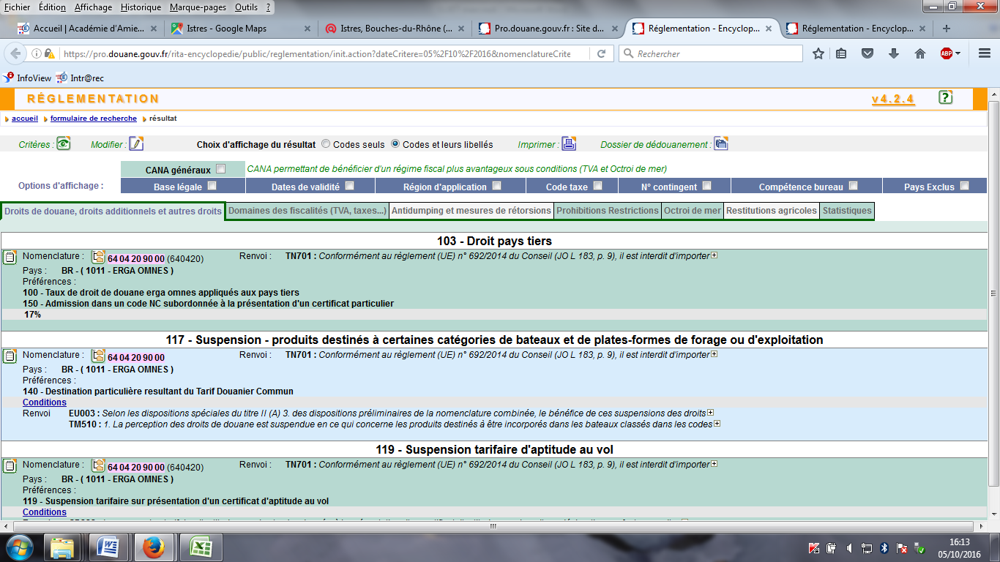 Fichier Édition Affichage Historique Marque-pages Outils ?
Accueil | Académie d'Amie... Istres - Google Maps Istres, Bouches-du-Rhône (... Pro.douane.gouv.fr : Site d... Réglementation - Encyclop... Réglementation - Encyclop...
https://pro.douane.gouv.fr/rita-encyclopedie/public/reglementation/init.action?dateCritere=05%2F10%2F2016&nomenclatureCrite Rechercher ABP
InfoView Intr@rec
RÉGLEMENTATION v4.2.4 ?
accueil formulaire de recherche résultat
Critères : Modifier : Choix d'affichage du résultat Codes seuls Codes et leurs libellés Imprimer : Dossier de dédouanement :
CANA généraux CANA permettant de bénéficier d'un régime fiscal plus avantageux sous conditions (TVA et Octroi de mer)
Options d'affichage : Base légale Dates de validité Région d'application Code taxe N° contingent Compétence bureau Pays Exclus
Droits de douane, droits additionnels et autres droits Domaines des fiscalités (TVA, taxes...) Antidumping et mesures de rétorsions Prohibitions Restrictions Octroi de mer Restitutions agricoles Statistiques
103 - Droit pays tiers
Nomenclature : 64 04 20 90 00 (640420) Renvoi : TN701 : Conformément au règlement (UE) n° 692/2014 du Conseil (JO L 183, p. 9), il est interdit d'importer
Pays : BR - ( 1011 - ERGA OMNES )
Préférences :
100 - Taux de droit de douane erga omnes appliqués aux pays tiers
150 - Admission dans un code NC subordonnée à la présentation d'un certificat particulier
17%
117 - Suspension - produits destinés à certaines catégories de bateaux et de plates-formes de forage ou d'exploitation
Nomenclature : 64 04 20 90 00 Renvoi : TN701 : Conformément au règlement (UE) n° 692/2014 du Conseil (JO L 183, p. 9), il est interdit d'importer
Pays : BR - ( 1011 - ERGA OMNES )
Préférences :
140 - Destination particulière resultant du Tarif Douanier Commun
Conditions
Renvoi EU003 : Selon les dispositions spéciales du titre II (A) 3. des dispositions préliminaires de la nomenclature combinée, le bénéfice de ces suspensions des droits
TM510 : 1. La perception des droits de douane est suspendue en ce qui concerne les produits destinés à être incorporés dans les bateaux classés dans les codes
119 - Suspension tarifaire d'aptitude au vol
Nomenclature : 64 04 20 90 00 (640420) Renvoi : TN701 : Conformément au règlement (UE) n° 692/2014 du Conseil (JO L 183, p. 9), il est interdit d'importer
Pays : BR - ( 1011 - ERGA OMNES )
Préférences :
119 - Suspension tarifaire sur présentation d'un certificat d'aptitude au vol
Conditions
16:13
05/10/2016